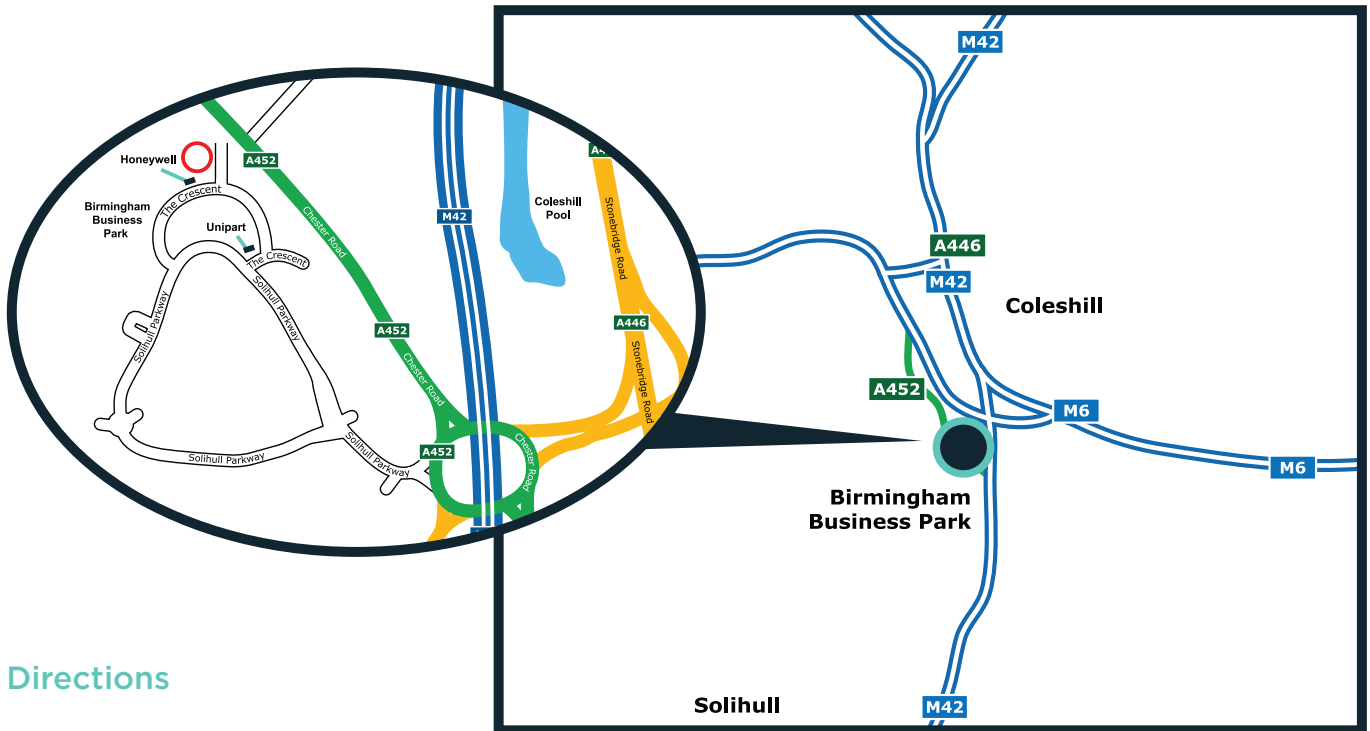 M42
A452
Honeywell
The Crescent
Birmingham
Business
Park
Unipart
The Crescent
Chester Road
M42
Coleshill
Pool
Stonebridge Road
A446
Coleshill
M42
A446
Solihull Parkway
Solihull Parkway
A452
Chester Road
Stonebridge Road
A452
M6
A452
Chester Road
Solihull Parkway
Solihull Parkway
M6
Birmingham
Business Park
Directions
Solihull
M42